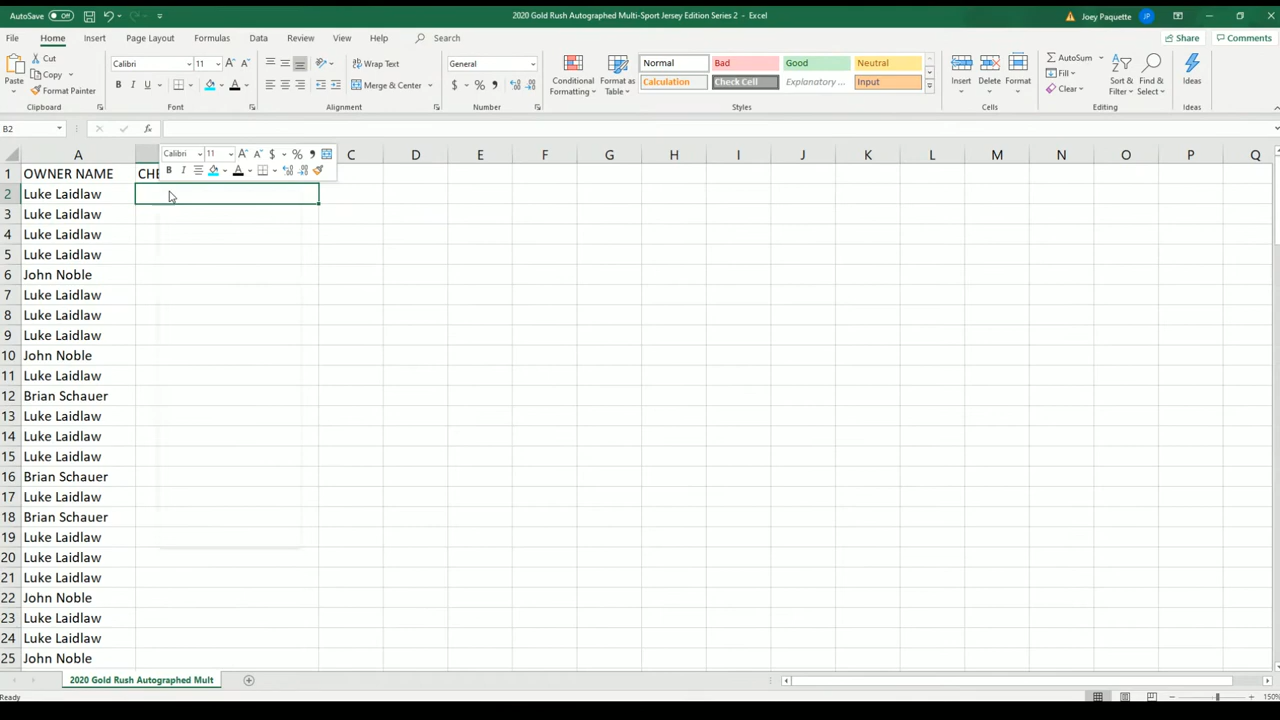 AutoSave Off 2020 Gold Rush Autographed Multi-Sport Jersey Edition Series 2 - Excel Joey Paquette JP
File Home Insert Page Layout Formulas Data Review View Help Search Share Comments
Paste Cut Copy Format Painter Clipboard
Calibri 11 B I U A Font
Wrap Text Merge & Center Alignment
General $ % , Number
Conditional Formatting Format as Table
Normal Bad Good Neutral
Calculation Check Cell Explanatory ... Input
Styles
Insert Delete Format Cells
AutoSum Fill Clear Sort & Filter Find & Select Editing
Ideas Ideas
B2 fx
Calibri 11 A A $ % ,
B I A
A C D E F G H I J K L M N O P Q
1 OWNER NAME CHE
2 Luke Laidlaw
3 Luke Laidlaw
4 Luke Laidlaw
5 Luke Laidlaw
6 John Noble
7 Luke Laidlaw
8 Luke Laidlaw
9 Luke Laidlaw
10 John Noble
11 Luke Laidlaw
12 Brian Schauer
13 Luke Laidlaw
14 Luke Laidlaw
15 Luke Laidlaw
16 Brian Schauer
17 Luke Laidlaw
18 Brian Schauer
19 Luke Laidlaw
20 Luke Laidlaw
21 Luke Laidlaw
22 John Noble
23 Luke Laidlaw
24 Luke Laidlaw
25 John Noble
2020 Gold Rush Autographed Mult
Ready 150%